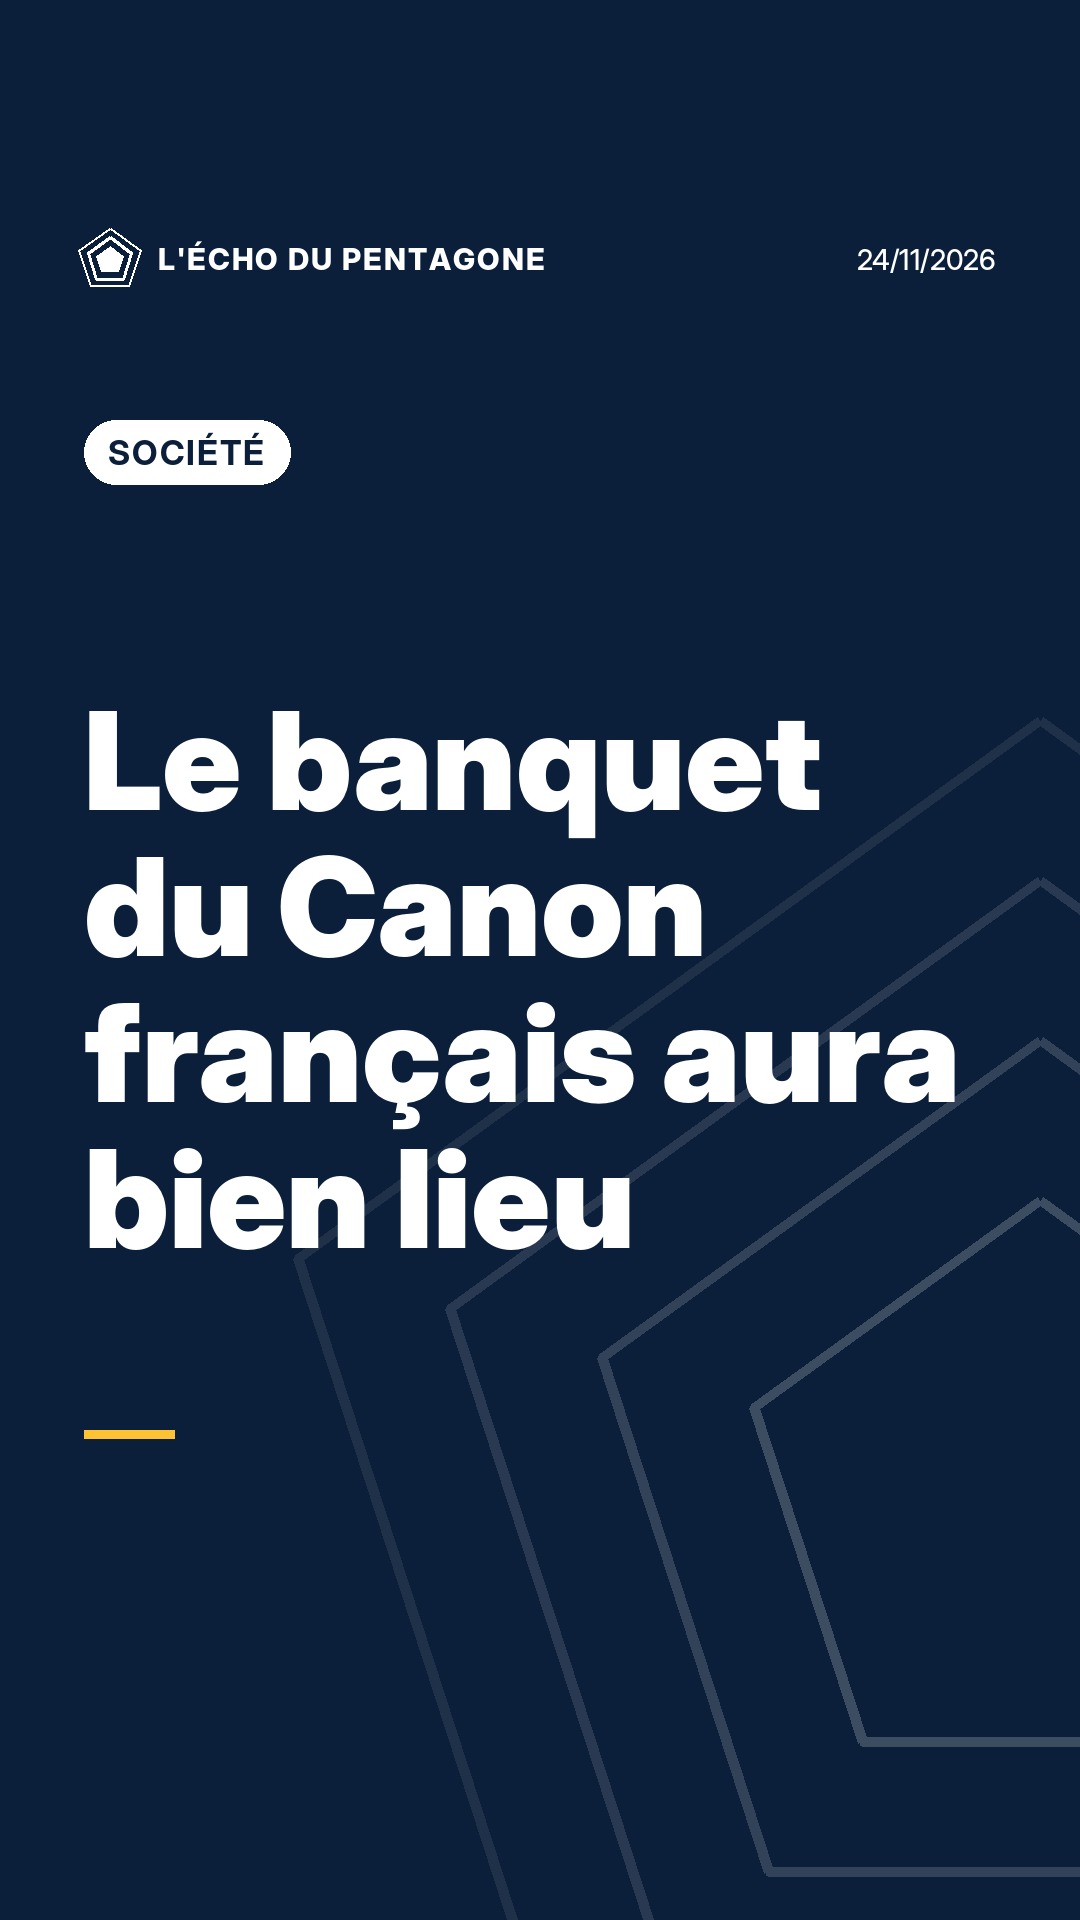 L'ÉCHO DU PENTAGONE
24/11/2026
SOCIÉTÉ
Le banquet
du Canon
français aura
bien lieu